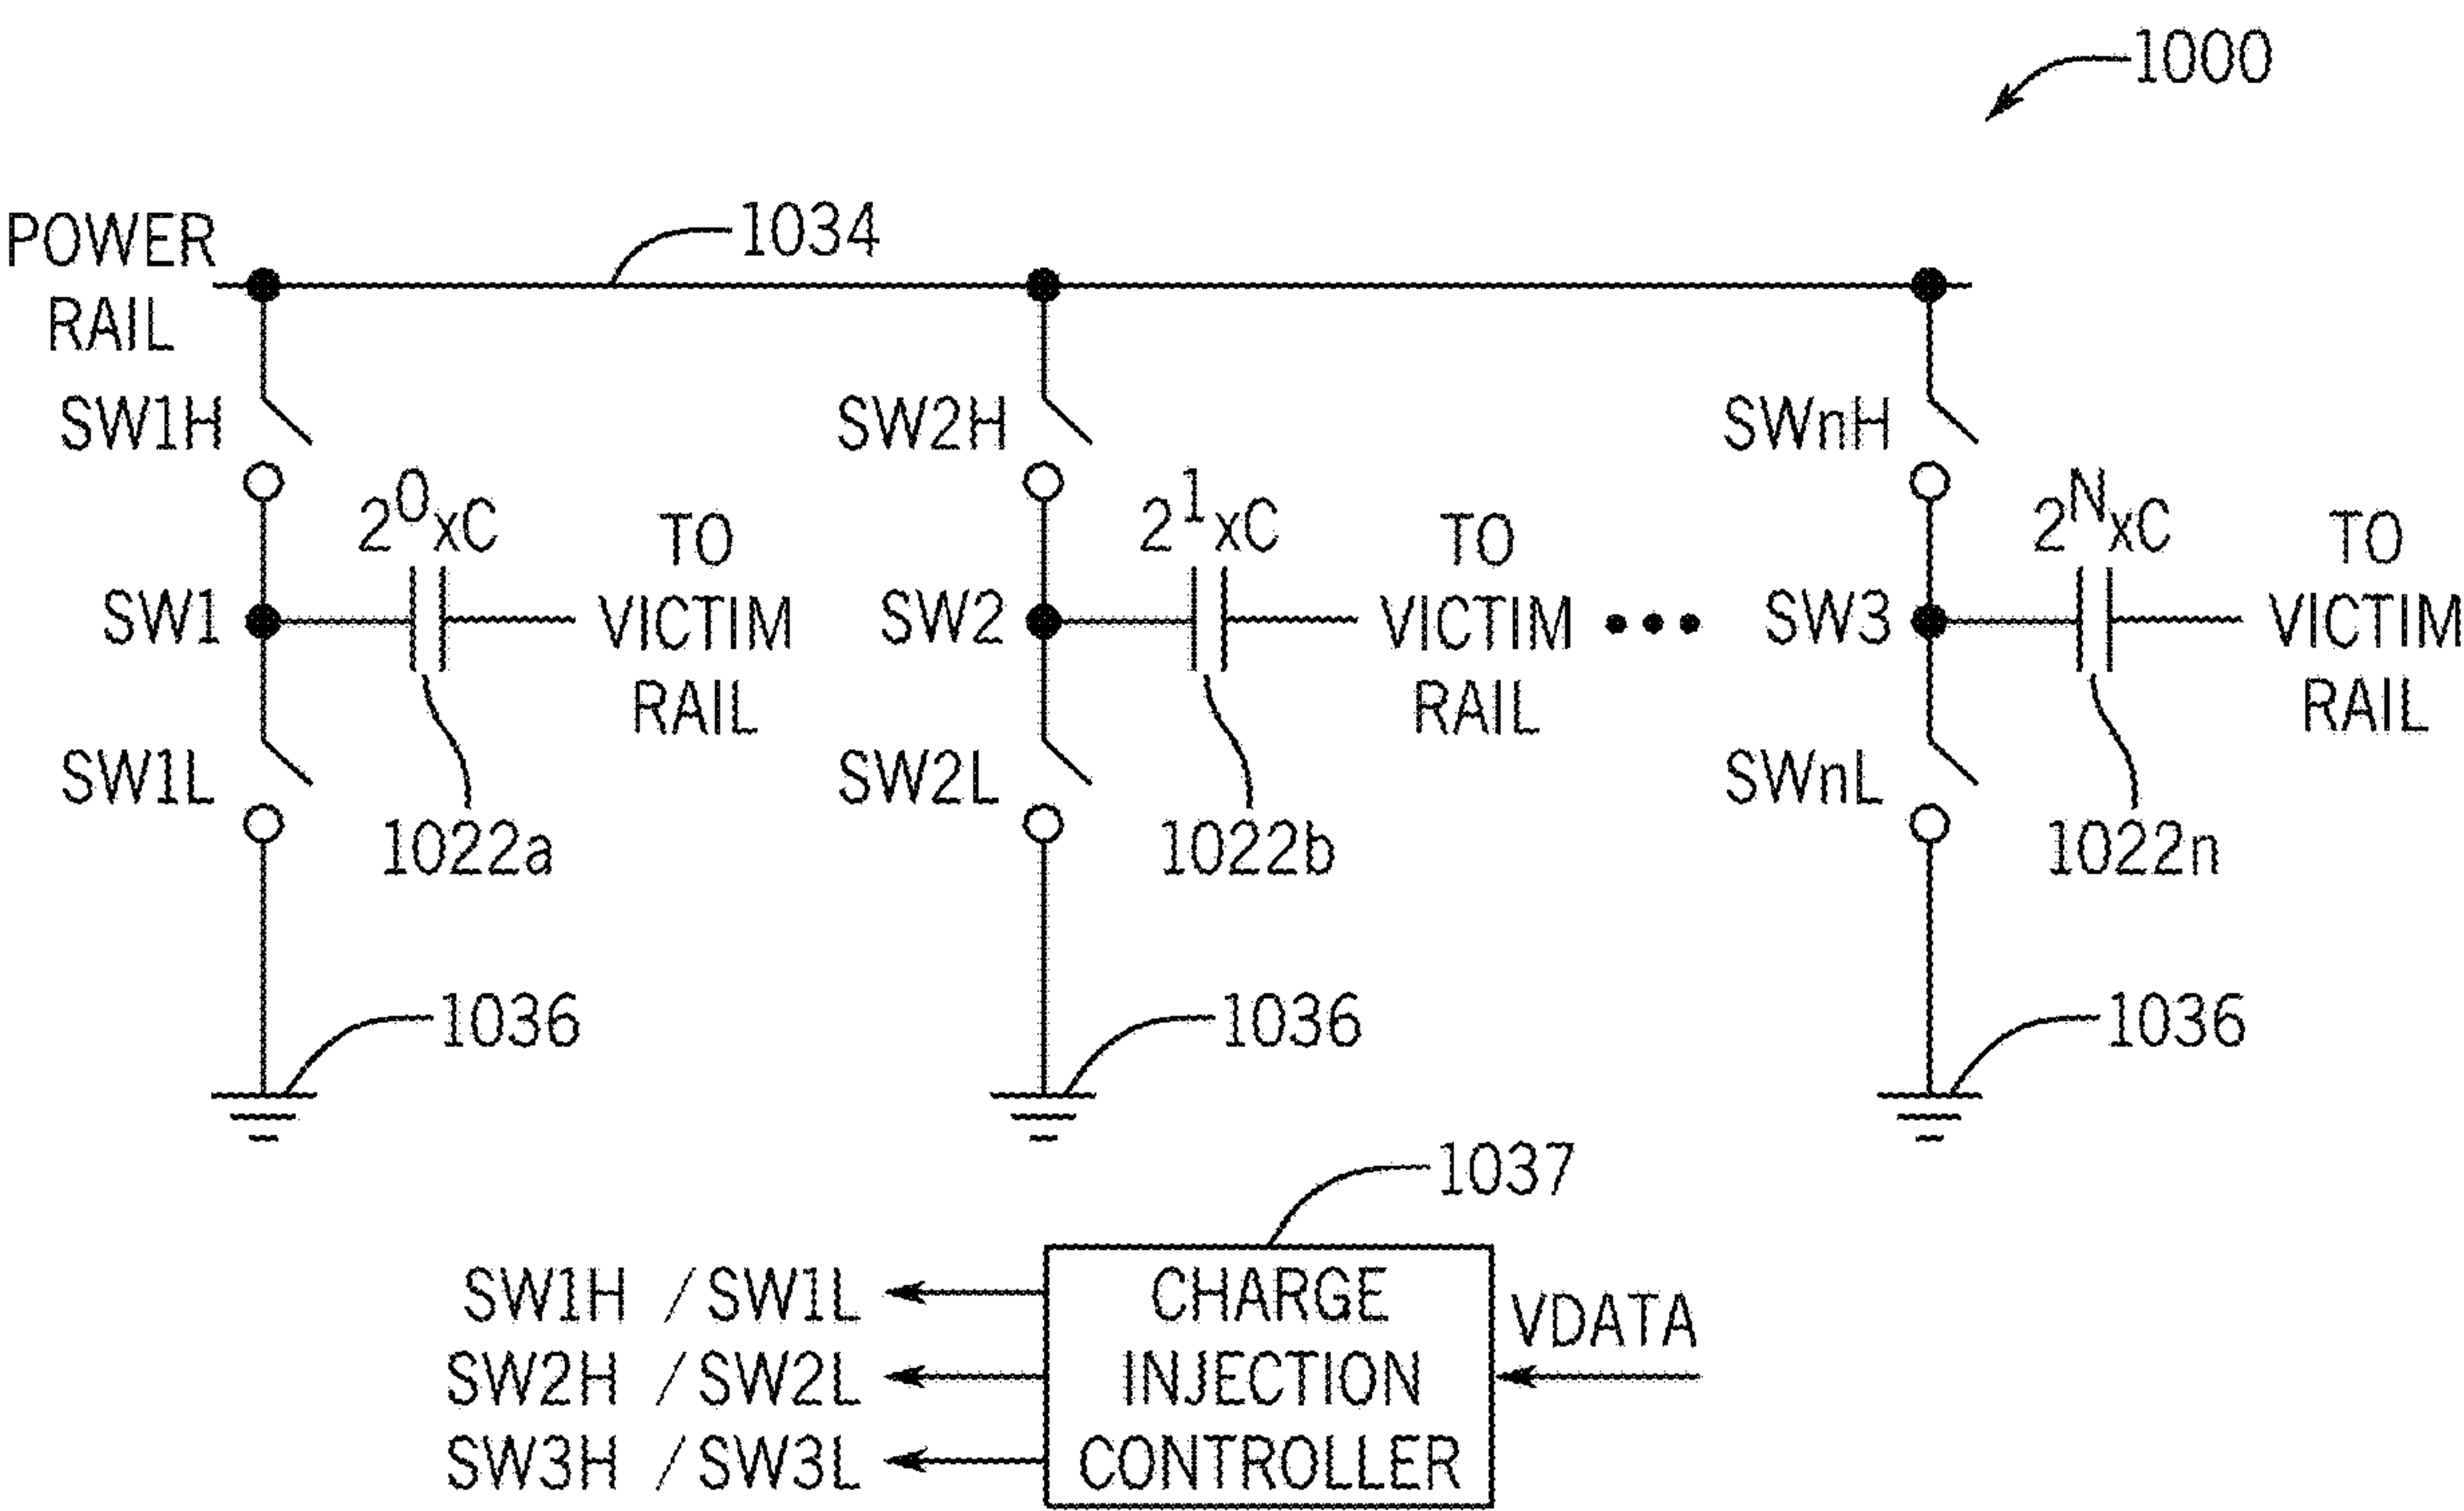 1000
1034
POWER
RAIL
SW1H
SW2H
SWnH
2^0xC
2^1xC
2^NxC
TO
VICTIM
RAIL
TO
VICTIM
RAIL
TO
VICTIM
RAIL
SW1
SW2
•••
SW3
SW1L
SW2L
SWnL
1022a
1022b
1022n
1036
1036
1036
1037
CHARGE
INJECTION
CONTROLLER
VDATA
SW1H /SW1L
SW2H /SW2L
SW3H /SW3L